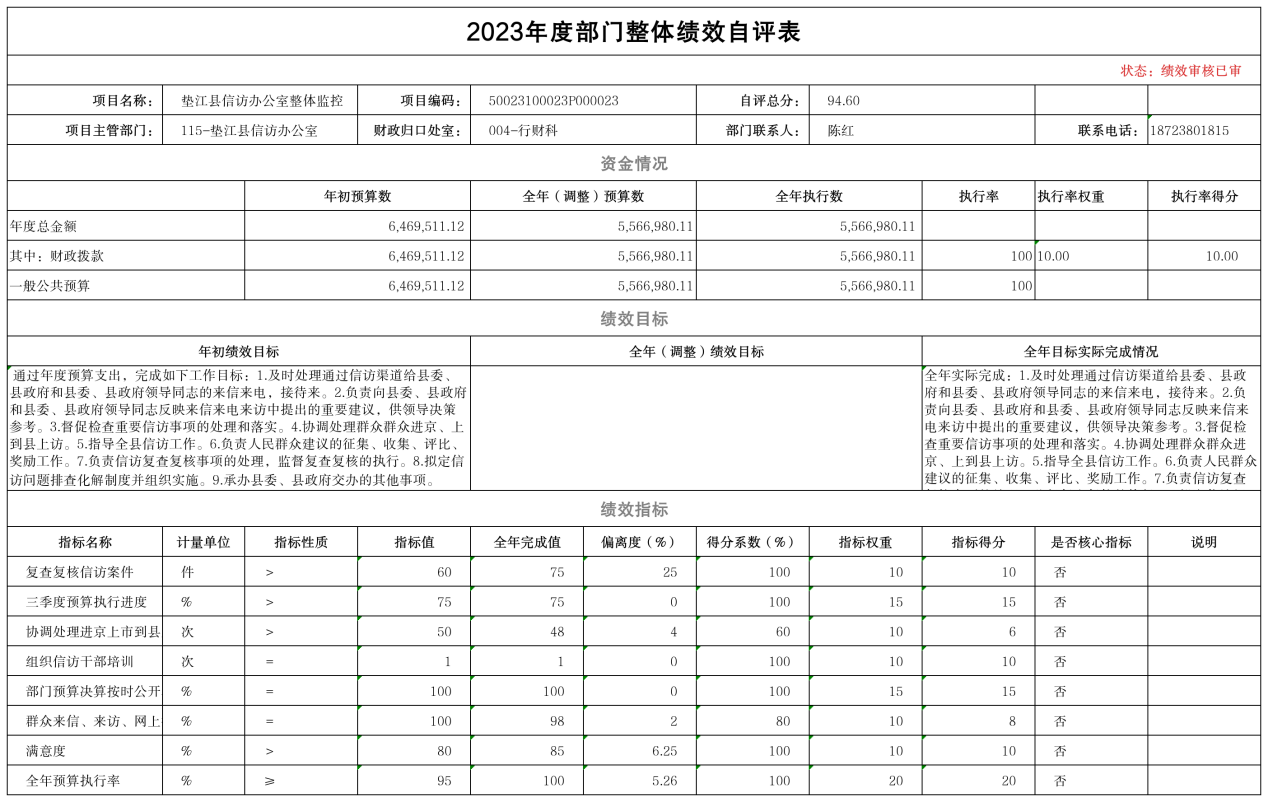 2023年度部门整体绩效自评表
状态：绩效审核已审
项目名称： 垫江县信访办公室整体监控 项目编码： 50023100023P000023 自评总分： 94.60
项目主管部门： 115-垫江县信访办公室 财政归口处室： 004-行财科 部门联系人： 陈红 联系电话： 18723801815
资金情况
年初预算数 全年（调整）预算数 全年执行数 执行率 执行率权重 执行率得分
年度总金额 6,469,511.12 5,566,980.11 5,566,980.11
其中：财政拨款 6,469,511.12 5,566,980.11 5,566,980.11 100 10.00 10.00
一般公共预算 6,469,511.12 5,566,980.11 5,566,980.11 100
绩效目标
年初绩效目标 全年（调整）绩效目标 全年目标实际完成情况
通过年度预算支出，完成如下工作目标：1.及时处理通过信访渠道给县委、
县政府和县委、县政府领导同志的来信来电，接待来。2.负责向县委、县政府
和县委、县政府领导同志反映来信来电来访中提出的重要建议，供领导决策
参考。3.督促检查重要信访事项的处理和落实。4.协调处理群众群众进京、上
到县上访。5.指导全县信访工作。6.负责人民群众建议的征集、收集、评比、
奖励工作。7.负责信访复查复核事项的处理，监督复查复核的执行。8.拟定信
访问题排查化解制度并组织实施。9.承办县委、县政府交办的其他事项。
全年实际完成：1.及时处理通过信访渠道给县委、县政
府和县委、县政府领导同志的来信来电，接待来。2.负
责向县委、县政府和县委、县政府领导同志反映来信来
电来访中提出的重要建议，供领导决策参考。3.督促检
查重要信访事项的处理和落实。4.协调处理群众群众进
京、上到县上访。5.指导全县信访工作。6.负责人民群众
建议的征集、收集、评比、奖励工作。7.负责信访复查
绩效指标
指标名称 计量单位 指标性质 指标值 全年完成值 偏离度（%） 得分系数（%） 指标权重 指标得分 是否核心指标 说明
复查复核信访案件 件 ＞ 60 75 25 100 10 10 否
三季度预算执行进度 % ＞ 75 75 0 100 15 15 否
协调处理进京上市到县 次 ＞ 50 48 4 60 10 6 否
组织信访干部培训 次 ＝ 1 1 0 100 10 10 否
部门预算决算按时公开 % ＝ 100 100 0 100 15 15 否
群众来信、来访、网上 % ＝ 100 98 2 80 10 8 否
满意度 % ＞ 80 85 6.25 100 10 10 否
全年预算执行率 % ≥ 95 100 5.26 100 20 20 否